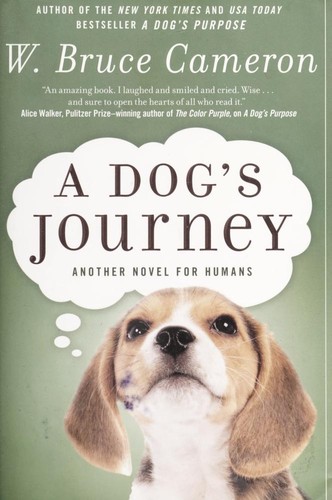 AUTHOR OF THE NEW YORK TIMES AND USA TODAY
BESTSELLER A DOG'S PURPOSE
W. Bruce Cameron
"An amazing book. I laughed and smiled and cried. Wise . . .
and sure to open the hearts of all who read it."
Alice Walker, Pulitzer Prize–winning author of The Color Purple, on A Dog's Purpose
A DOG'S
JOURNEY
ANOTHER NOVEL FOR HUMANS